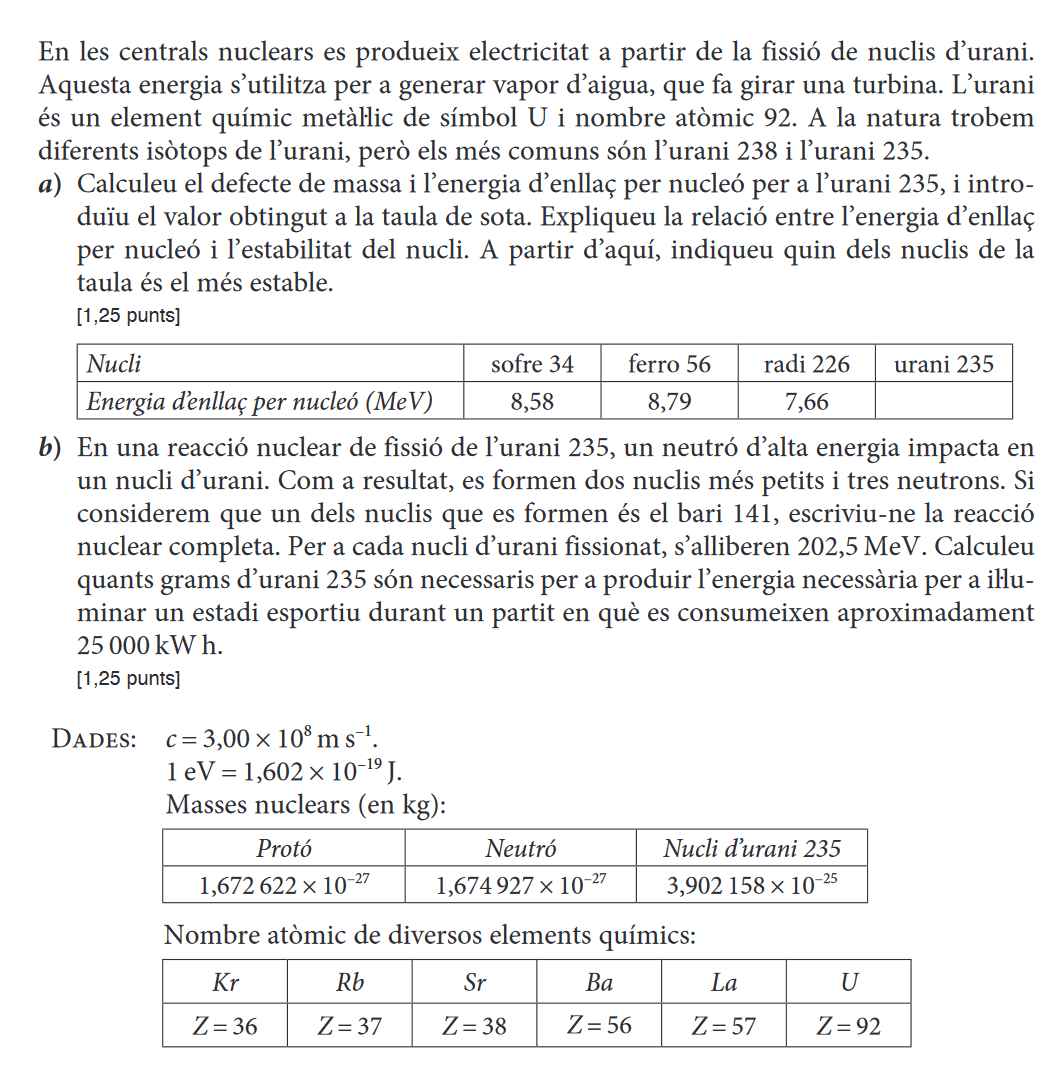 En les centrals nuclears es produeix electricitat a partir de la fissió de nuclis d’urani.
Aquesta energia s’utilitza per a generar vapor d’aigua, que fa girar una turbina. L’urani
és un element químic metàŀlic de símbol U i nombre atòmic 92. A la natura trobem
diferents isòtops de l’urani, però els més comuns són l’urani 238 i l’urani 235.
a) Calculeu el defecte de massa i l’energia d’enllaç per nucleó per a l’urani 235, i intro-
duïu el valor obtingut a la taula de sota. Expliqueu la relació entre l’energia d’enllaç
per nucleó i l’estabilitat del nucli. A partir d’aquí, indiqueu quin dels nuclis de la
taula és el més estable.
[1,25 punts]
Nucli sofre 34 ferro 56 radi 226 urani 235
Energia d’enllaç per nucleó (MeV) 8,58 8,79 7,66
b) En una reacció nuclear de fissió de l’urani 235, un neutró d’alta energia impacta en
un nucli d’urani. Com a resultat, es formen dos nuclis més petits i tres neutrons. Si
considerem que un dels nuclis que es formen és el bari 141, escriviu-ne la reacció
nuclear completa. Per a cada nucli d’urani fissionat, s’alliberen 202,5 MeV. Calculeu
quants grams d’urani 235 són necessaris per a produir l’energia necessària per a iŀlu-
minar un estadi esportiu durant un partit en què es consumeixen aproximadament
25 000 kW h.
[1,25 punts]
DADES: c = 3,00 × 10⁸ m s⁻¹.
1 eV = 1,602 × 10⁻¹⁹ J.
Masses nuclears (en kg):
Protó Neutró Nucli d’urani 235
1,672 622 × 10⁻²⁷ 1,674 927 × 10⁻²⁷ 3,902 158 × 10⁻²⁵
Nombre atòmic de diversos elements químics:
Kr Rb Sr Ba La U
Z = 36 Z = 37 Z = 38 Z = 56 Z = 57 Z = 92